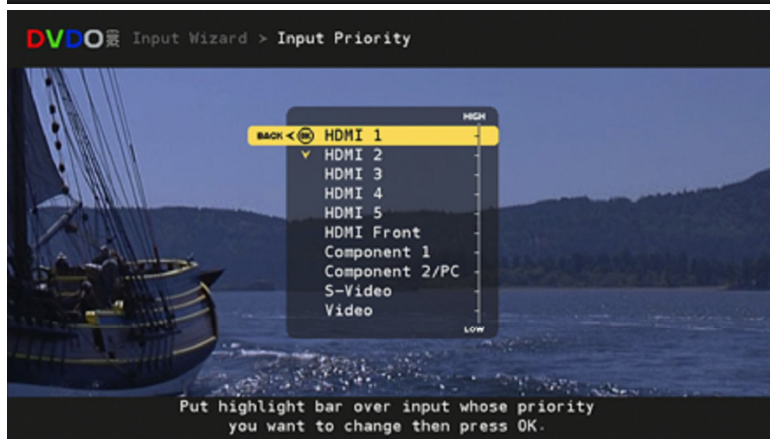 DVDO Input Wizard > Input Priority
HIGH
BACK < OK HDMI 1
HDMI 2
HDMI 3
HDMI 4
HDMI 5
HDMI Front
Component 1
Component 2/PC
S-Video
Video
LOW
Put highlight bar over input whose priority
you want to change then press OK.